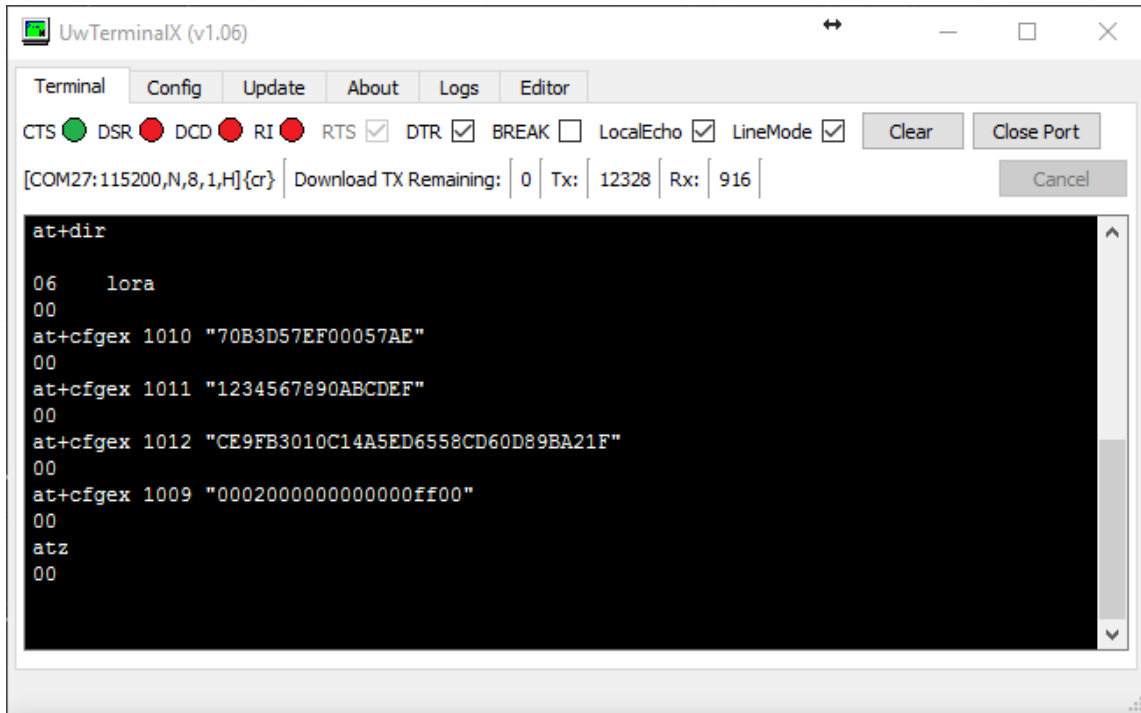 UwTerminalX (v1.06)
Terminal Config Update About Logs Editor
CTS DSR DCD RI RTS DTR BREAK LocalEcho LineMode Clear Close Port
[COM27:115200,N,8,1,H]{cr} Download TX Remaining: 0 Tx: 12328 Rx: 916 Cancel
at+dir
06 lora
00
at+cfgex 1010 "70B3D57EF00057AE"
00
at+cfgex 1011 "1234567890ABCDEF"
00
at+cfgex 1012 "CE9FB3010C14A5ED6558CD60D89BA21F"
00
at+cfgex 1009 "0002000000000000ff00"
00
atz
00